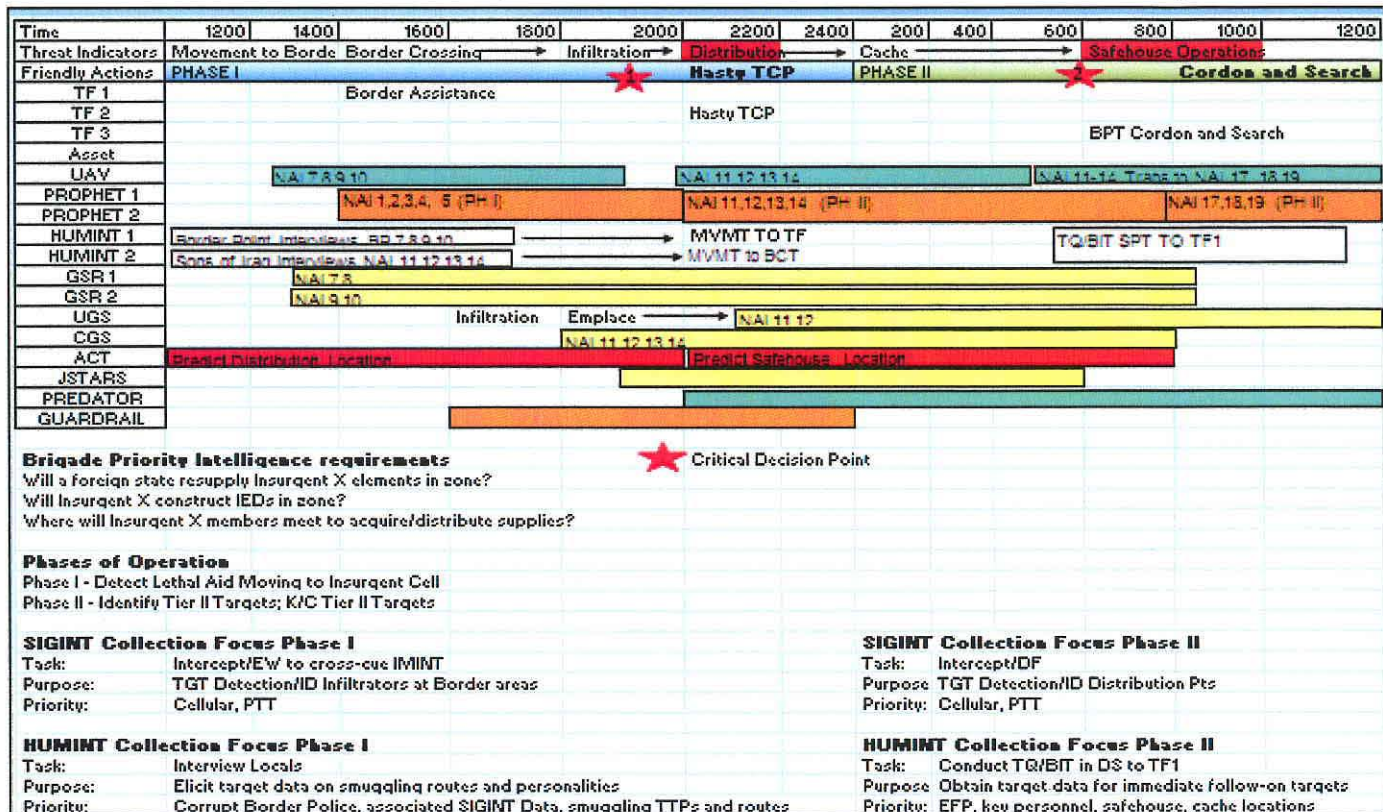 Time 1200 1400 1600 1800 2000 2200 2400 200 400 600 800 1000 1200
Threat Indicators Movement to Borde Border Crossing Infiltration Distribution Cache Safehouse Operations
Friendly Actions PHASE I 1 Hasty TCP PHASE II 2 Cordon and Search
TF 1 Border Assistance
TF 2 Hasty TCP
TF 3 BPT Cordon and Search
Asset
UAV NAI 7,8,9,10 NAI 11,12,13,14 NAI 11-14, Trans to NAI 17, 18,19
PROPHET 1 NAI 1,2,3,4, 5 (PH I) NAI 11,12,13,14 (PH II) NAI 17,18,19 (PH II)
PROPHET 2
HUMINT 1 Border Point Interviews, BP 7,8,9,10 MVMT TO TF TQ/BIT SPT TO TF1
HUMINT 2 Sons of Iraq Interviews, NAI 11,12,13,14 MVMT to BCT
GSR 1 NAI 7,8
GSR 2 NAI 9,10
UGS Infiltration Emplace NAI 11,12
CGS NAI 11,12,13,14
ACT Predict Distribution Location Predict Safehouse Location
JSTARS
PREDATOR
GUARDRAIL
Brigade Priority Intelligence requirements Critical Decision Point
Will a foreign state resupply Insurgent X elements in zone?
Will Insurgent X construct IEDs in zone?
Where will Insurgent X members meet to acquire/distribute supplies?
Phases of Operation
Phase I - Detect Lethal Aid Moving to Insurgent Cell
Phase II - Identify Tier II Targets; K/C Tier II Targets
SIGINT Collection Focus Phase I
Task: Intercept/EW to cross-cue IMINT
Purpose: TGT Detection/ID Infiltrators at Border areas
Priority: Cellular, PTT
SIGINT Collection Focus Phase II
Task: Intercept/DF
Purpose TGT Detection/ID Distribution Pts
Priority: Cellular, PTT
HUMINT Collection Focus Phase I
Task: Interview Locals
Purpose: Elicit target data on smuggling routes and personalities
Priority: Corrupt Border Police, associated SIGINT Data, smuggling TTPs and routes
HUMINT Collection Focus Phase II
Task: Conduct TQ/BIT in DS to TF1
Purpose Obtain target data for immediate follow-on targets
Priority: EFP, key personnel, safehouse, cache locations